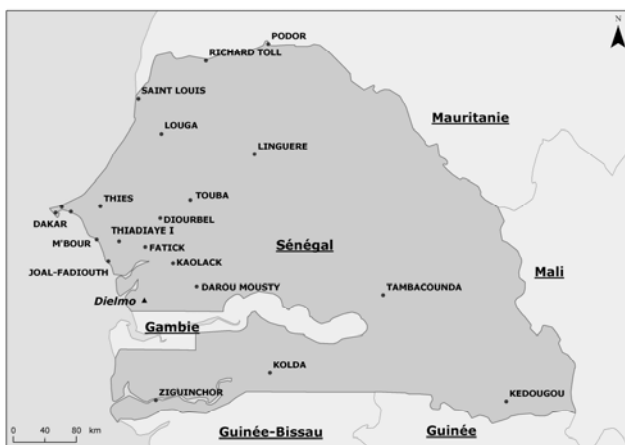 N
PODOR
RICHARD TOLL
SAINT LOUIS
Mauritanie
LOUGA
LINGUERE
TOUBA
THIES
DIOURBEL
DAKAR
THIADIAYE I
Sénégal
M'BOUR
FATICK
KAOLACK
JOAL-FADIOUTH
Mali
DAROU MOUSTY
TAMBACOUNDA
Dielmo
Gambie
KOLDA
ZIGUINCHOR
KEDOUGOU
0 40 80 km
Guinée-Bissau
Guinée